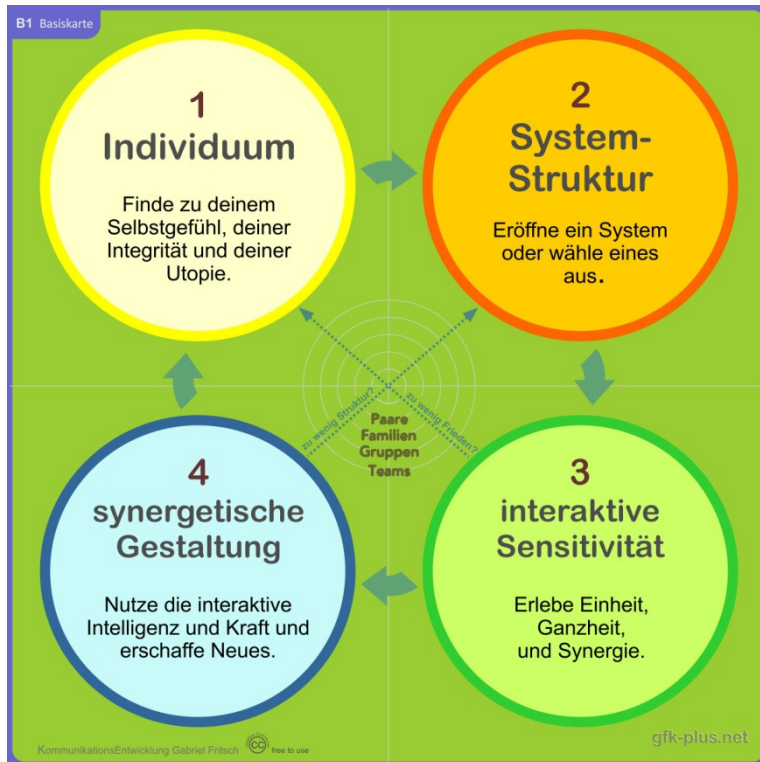 B1 Basiskarte
1
Individuum
Finde zu deinem
Selbstgefühl, deiner
Integrität und deiner
Utopie.
2
System-
Struktur
Eröffne ein System
oder wähle eines
aus.
zu wenig Struktur?
zu wenig Frieden?
Paare
Familien
Gruppen
Teams
4
synergetische
Gestaltung
Nutze die interaktive
Intelligenz und Kraft und
erschaffe Neues.
3
interaktive
Sensitivität
Erlebe Einheit,
Ganzheit,
und Synergie.
KommunikationsEntwicklung Gabriel Fritsch cc free to use
gfk-plus.net